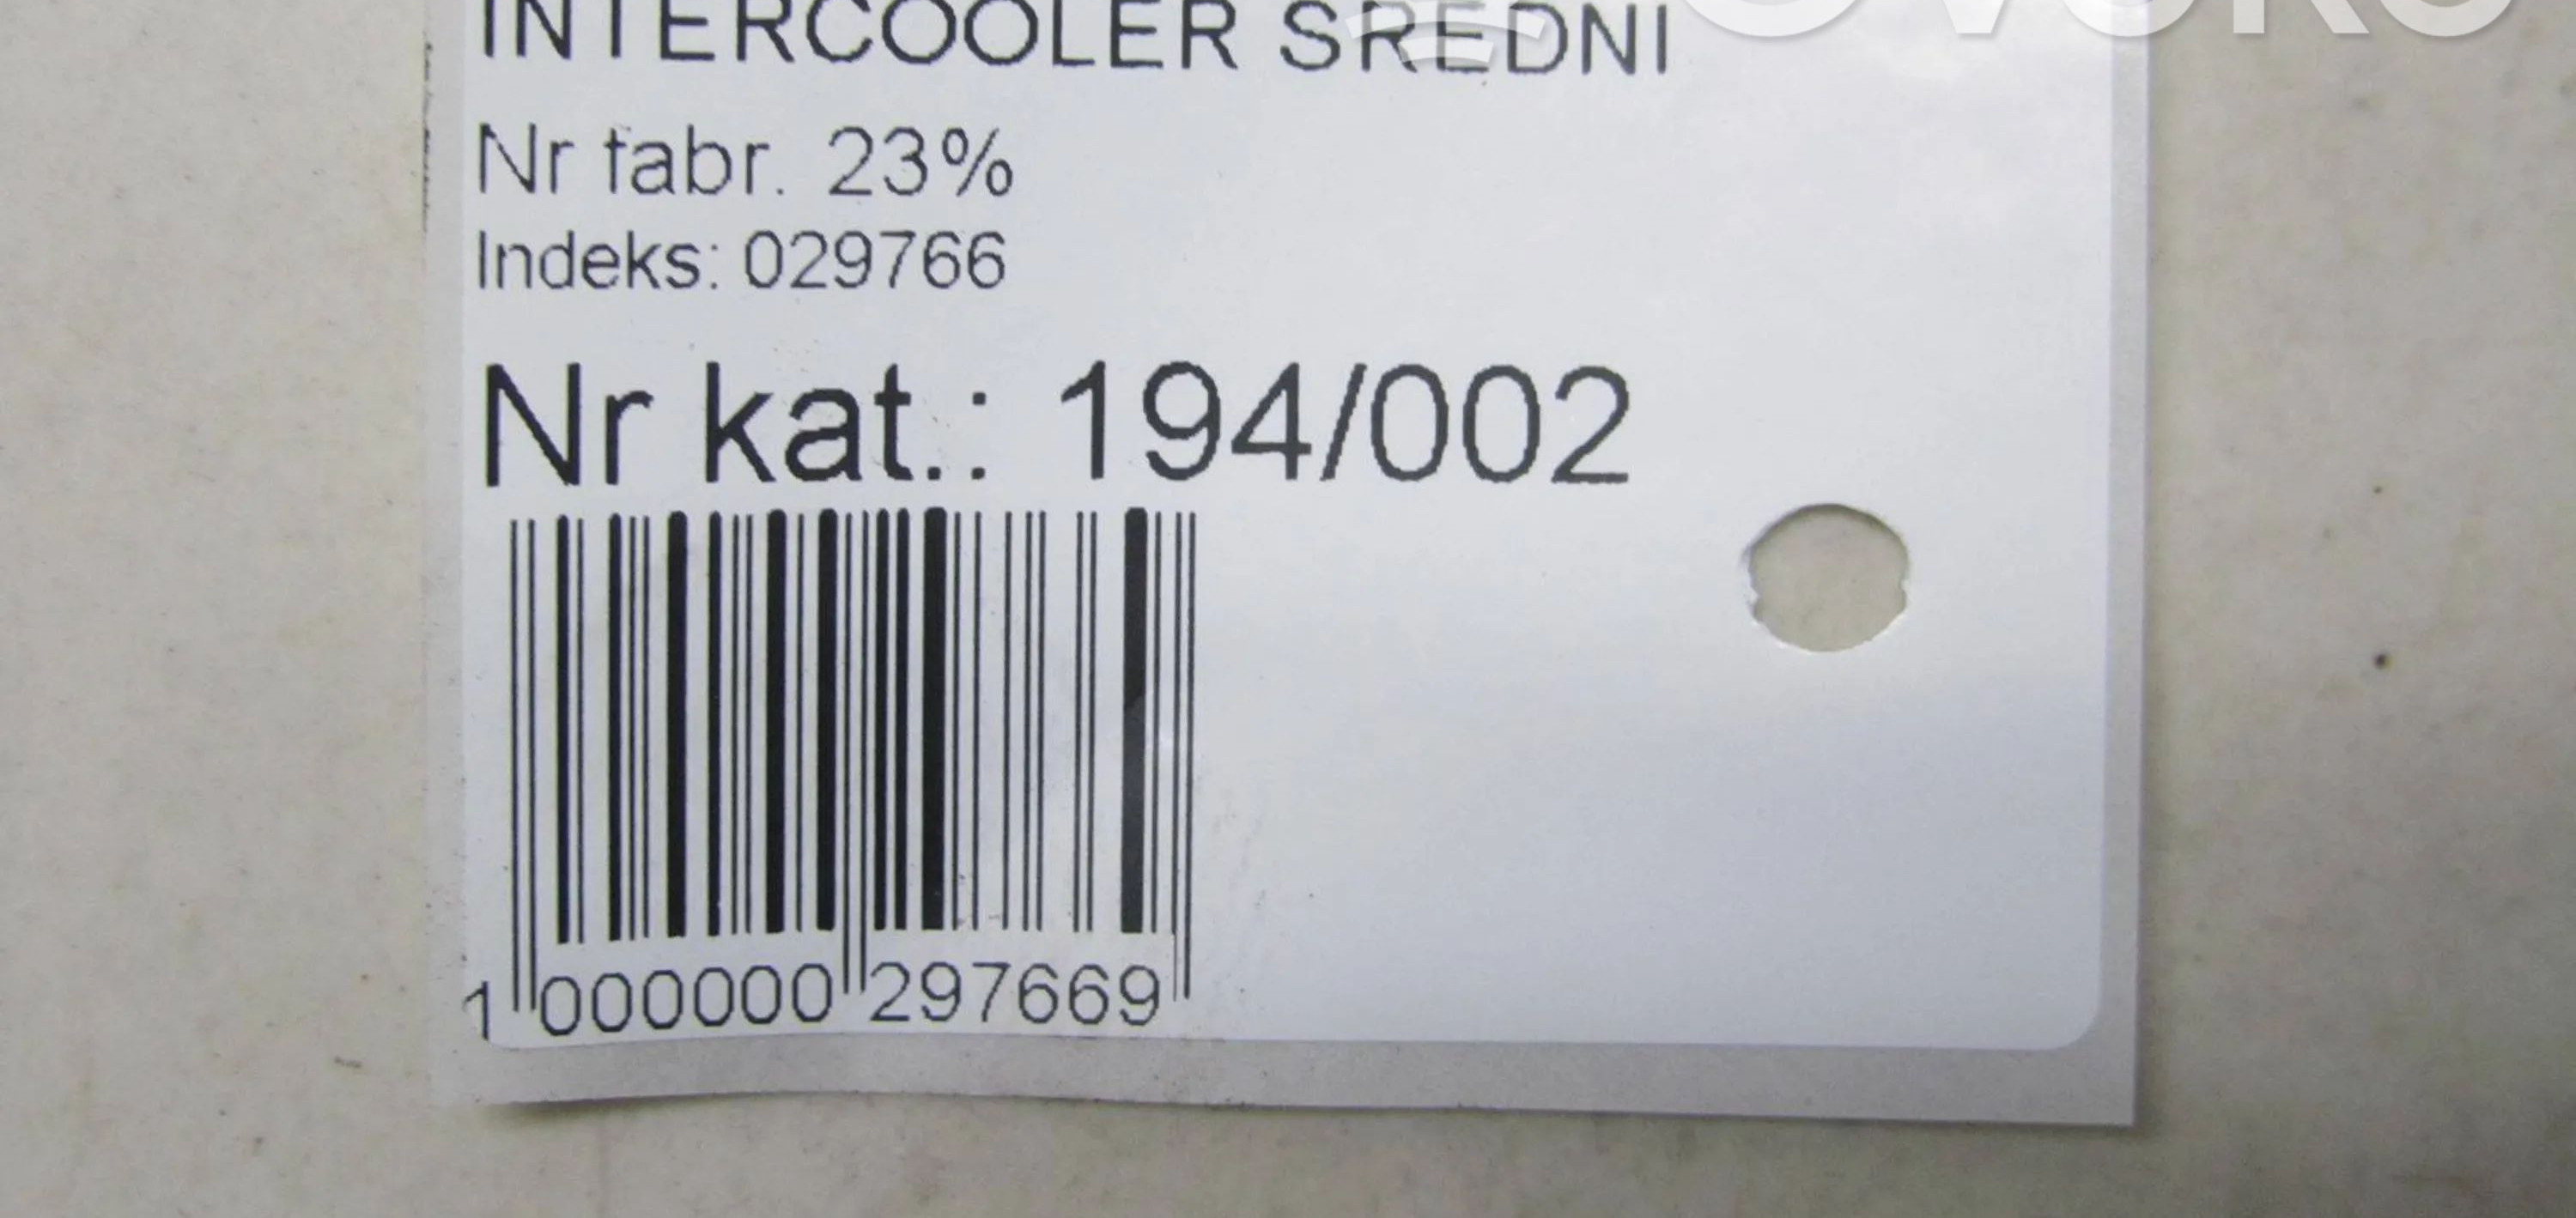 INTERCOOLER SREDNI
Nr fabr. 23%
Indeks: 029766
Nr kat.: 194/002
1 000000 297669